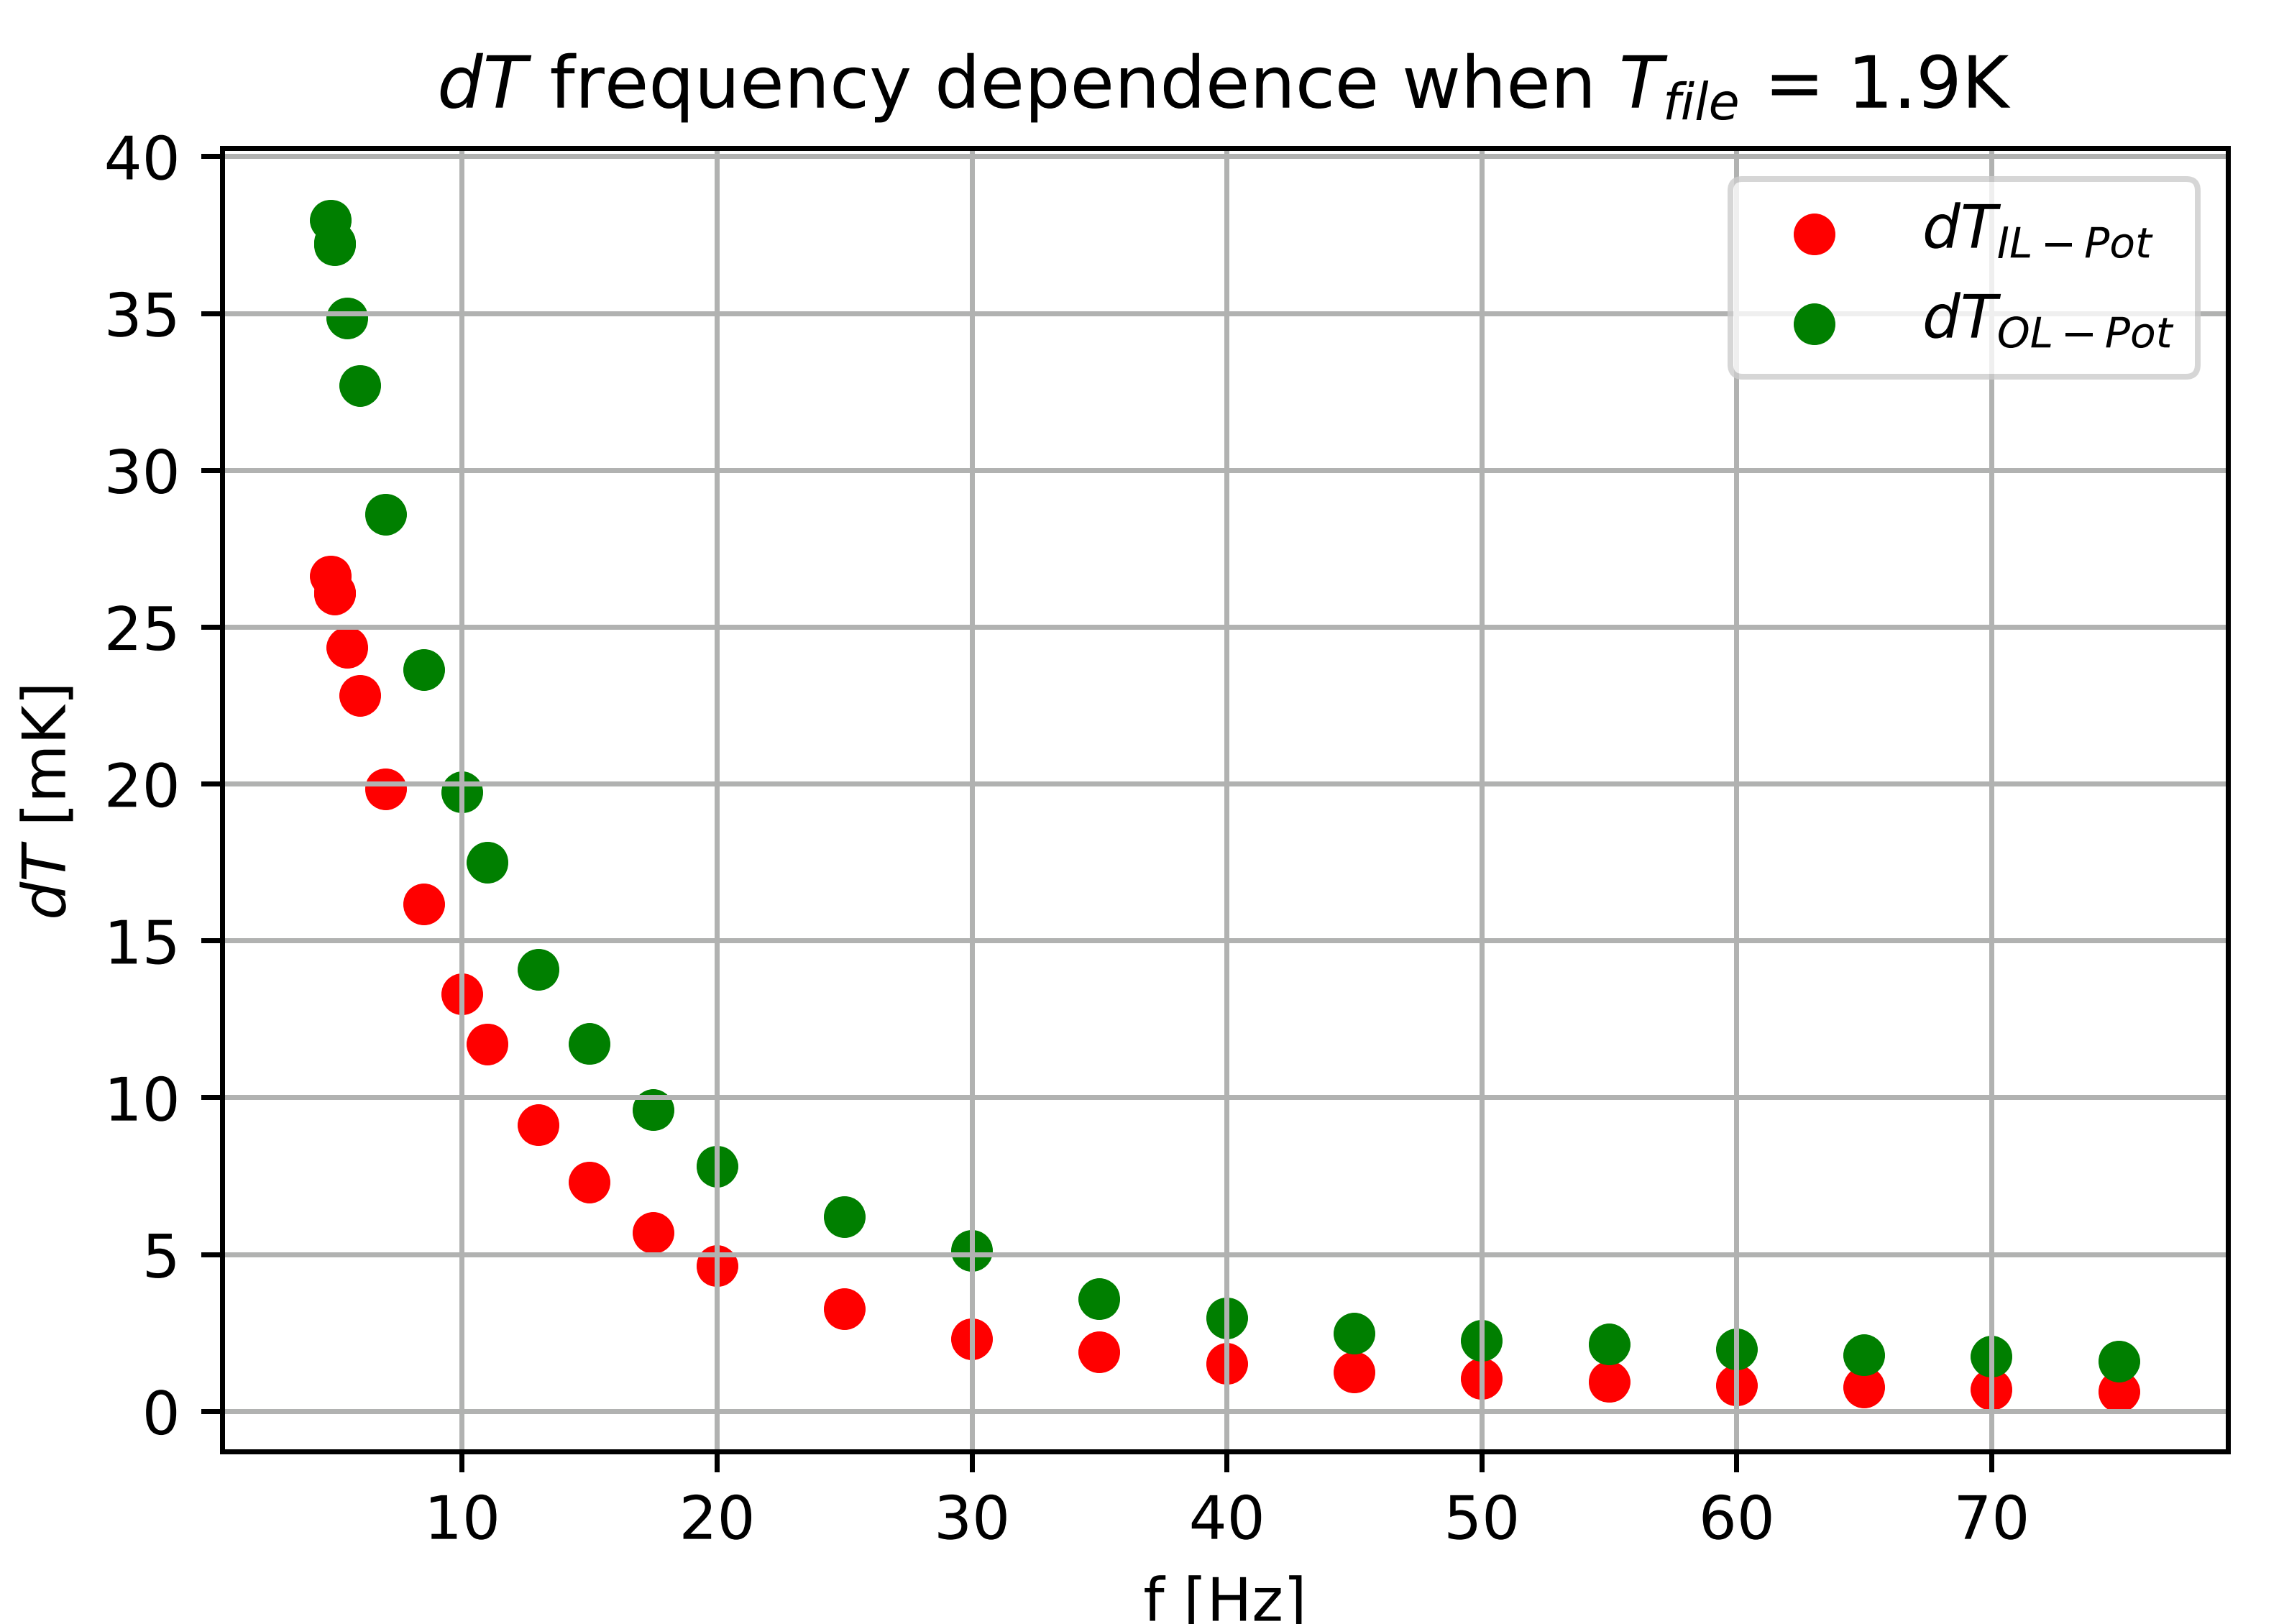 dT frequency dependence when T_file = 1.9K
40
35
30
25
20
15
10
5
0
dT [mK]
dT_IL−Pot
dT_OL−Pot
10 20 30 40 50 60 70
f [Hz]